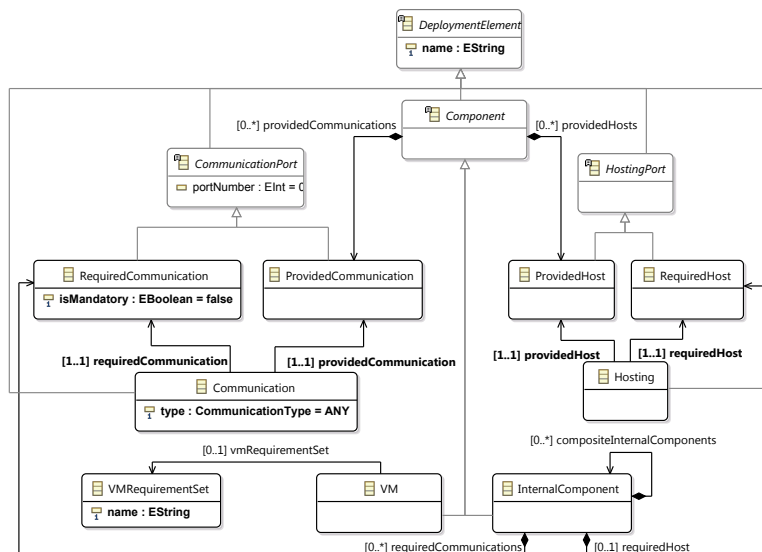 DeploymentElement
name : EString
[0..*] providedCommunications
Component
[0..*] providedHosts
CommunicationPort
portNumber : EInt = 0
HostingPort
RequiredCommunication
isMandatory : EBoolean = false
ProvidedCommunication
ProvidedHost
RequiredHost
[1..1] requiredCommunication
[1..1] providedCommunication
[1..1] providedHost
[1..1] requiredHost
Communication
type : CommunicationType = ANY
Hosting
[0..1] vmRequirementSet
[0..*] compositeInternalComponents
VMRequirementSet
name : EString
VM
InternalComponent
[0..*] requiredCommunications
[0..1] requiredHost